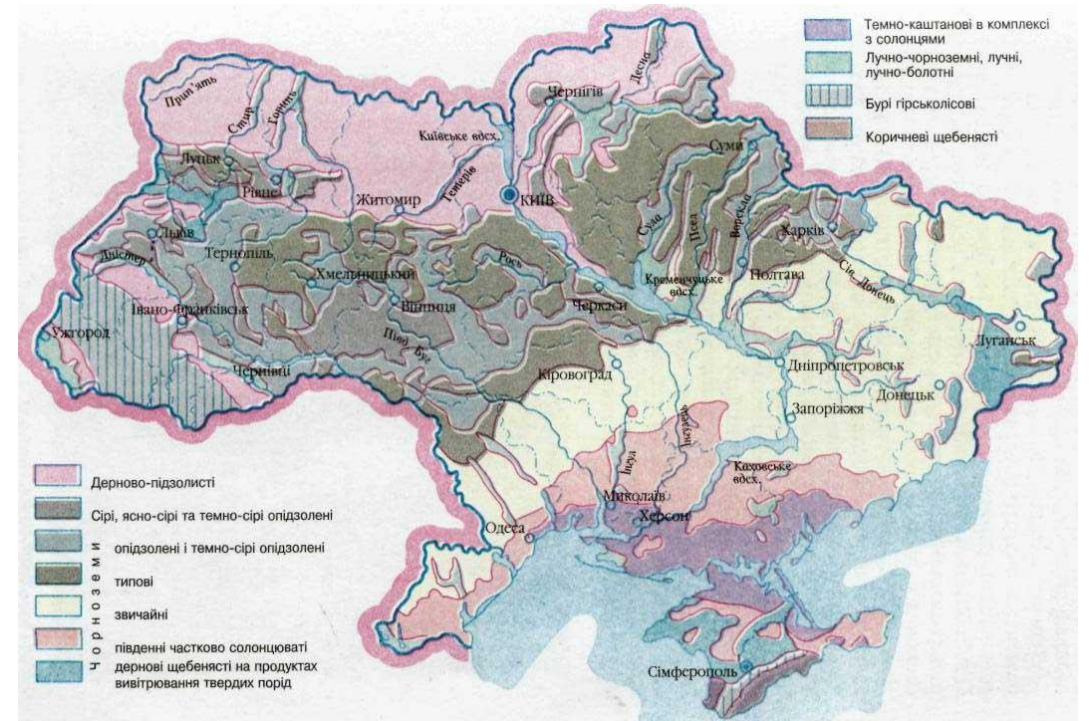 Темно-каштанові в комплексі
з солонцями
Лучно-чорноземні, лучні,
лучно-болотні
Бурі гірськолісові
Коричневі щебенясті
Прип'ять
Стир
Горинь
Десна
Чернігів
Київське вдсх.
Луцьк
Рівне
Житомир
Тетерів
КИЇВ
Суми
Сула
Псел
Ворскла
Харків
Львів
Тернопіль
Дністер
Хмельницький
Рось
Кременчуцьке
вдсх.
Полтава
Сів. Донець
Вінниця
Черкаси
Івано-Франківськ
Ужгород
Півд. Буг
Луганськ
Чернівці
Кіровоград
Дніпропетровськ
Донецьк
Запоріжжя
Інгулець
Інгул
Каховське
вдсх.
Миколаїв
Херсон
Одеса
Сімферополь
Дерново-підзолисті
Сірі, ясно-сірі та темно-сірі опідзолені
Чорноземи
опідзолені і темно-сірі опідзолені
типові
звичайні
південні частково солонцюваті
дернові щебенясті на продуктах
вивітрювання твердих порід